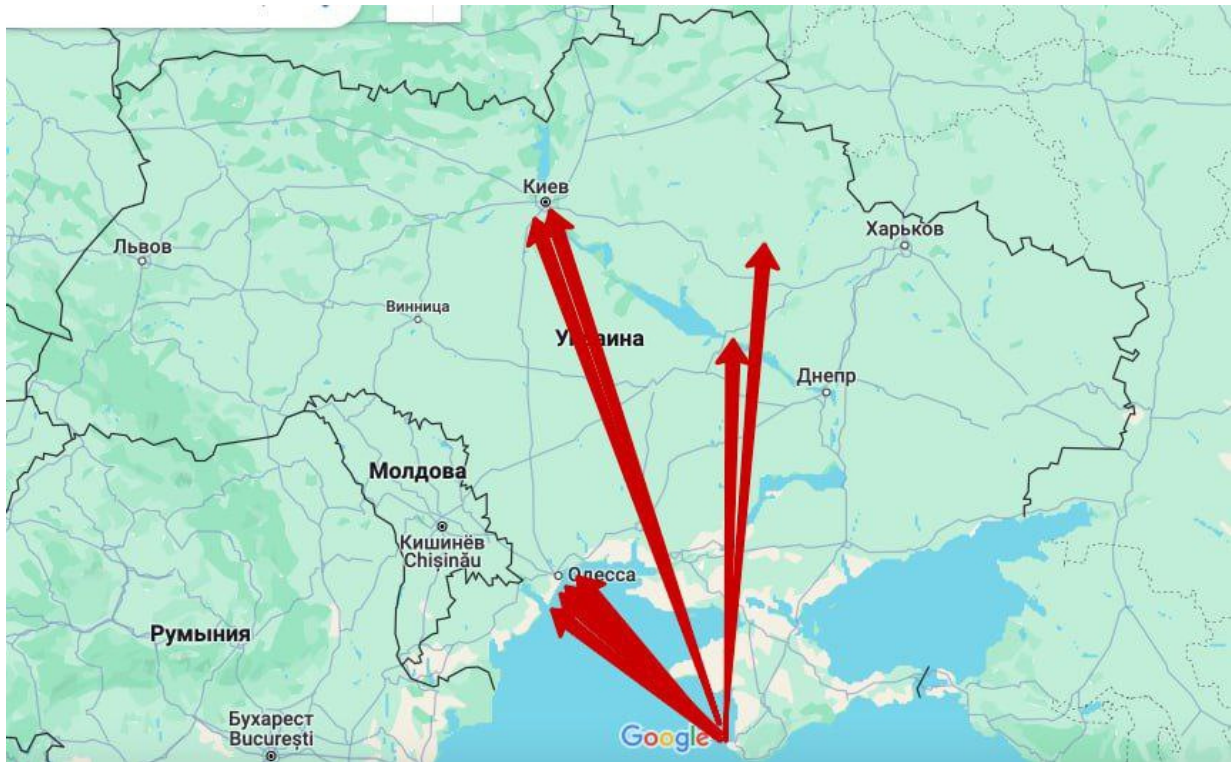 Киев
Харьков
Львов
Винница
Украина
Днепр
Молдова
Кишинёв
Chișinău
Одесса
Румыния
Бухарест
București
Google